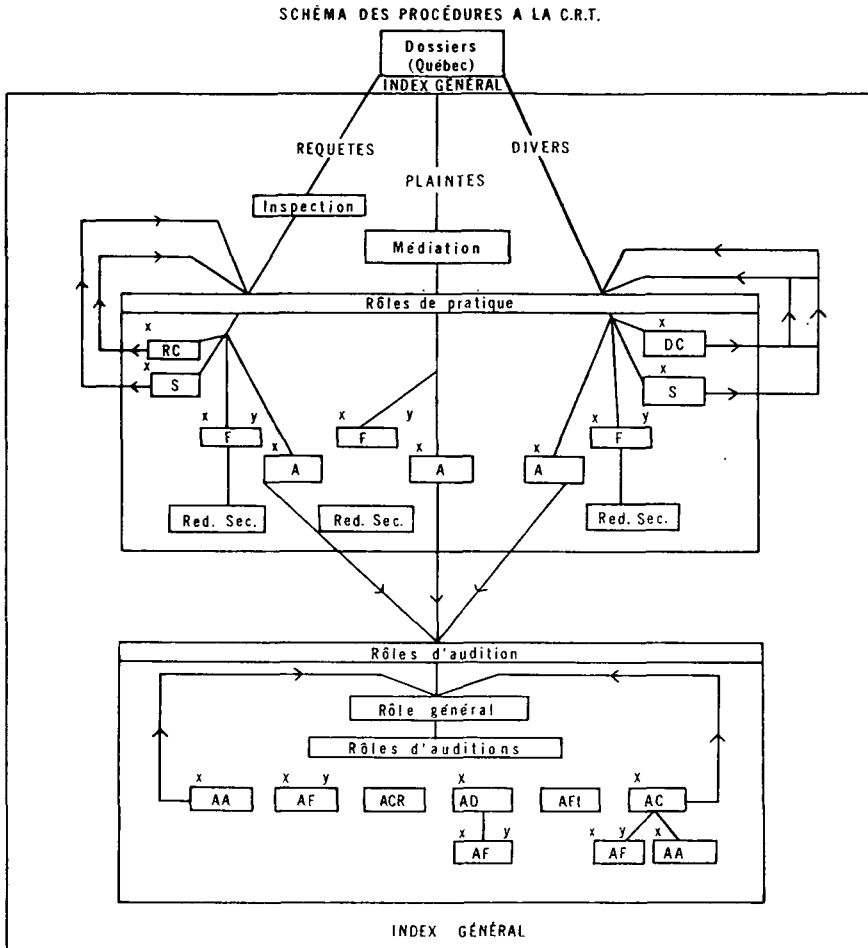 SCHÉMA DES PROCÉDURES A LA C.R.T.
Dossiers
(Québec)
INDEX GÉNÉRAL
REQUETES
DIVERS
PLAINTES
Inspection
Médiation
Rôles de pratique
x
x
RC
DC
x
x
S
S
x y
x y
x y
F
F
F
x
x
x
A
A
A
Red. Sec.
Red. Sec.
Red. Sec.
Rôles d'audition
Rôle général
Rôles d'auditions
x
x y
x
x
AA
AF
ACR
AD
AFI
AC
x y
x y
x
AF
AF
AA
INDEX GÉNÉRAL